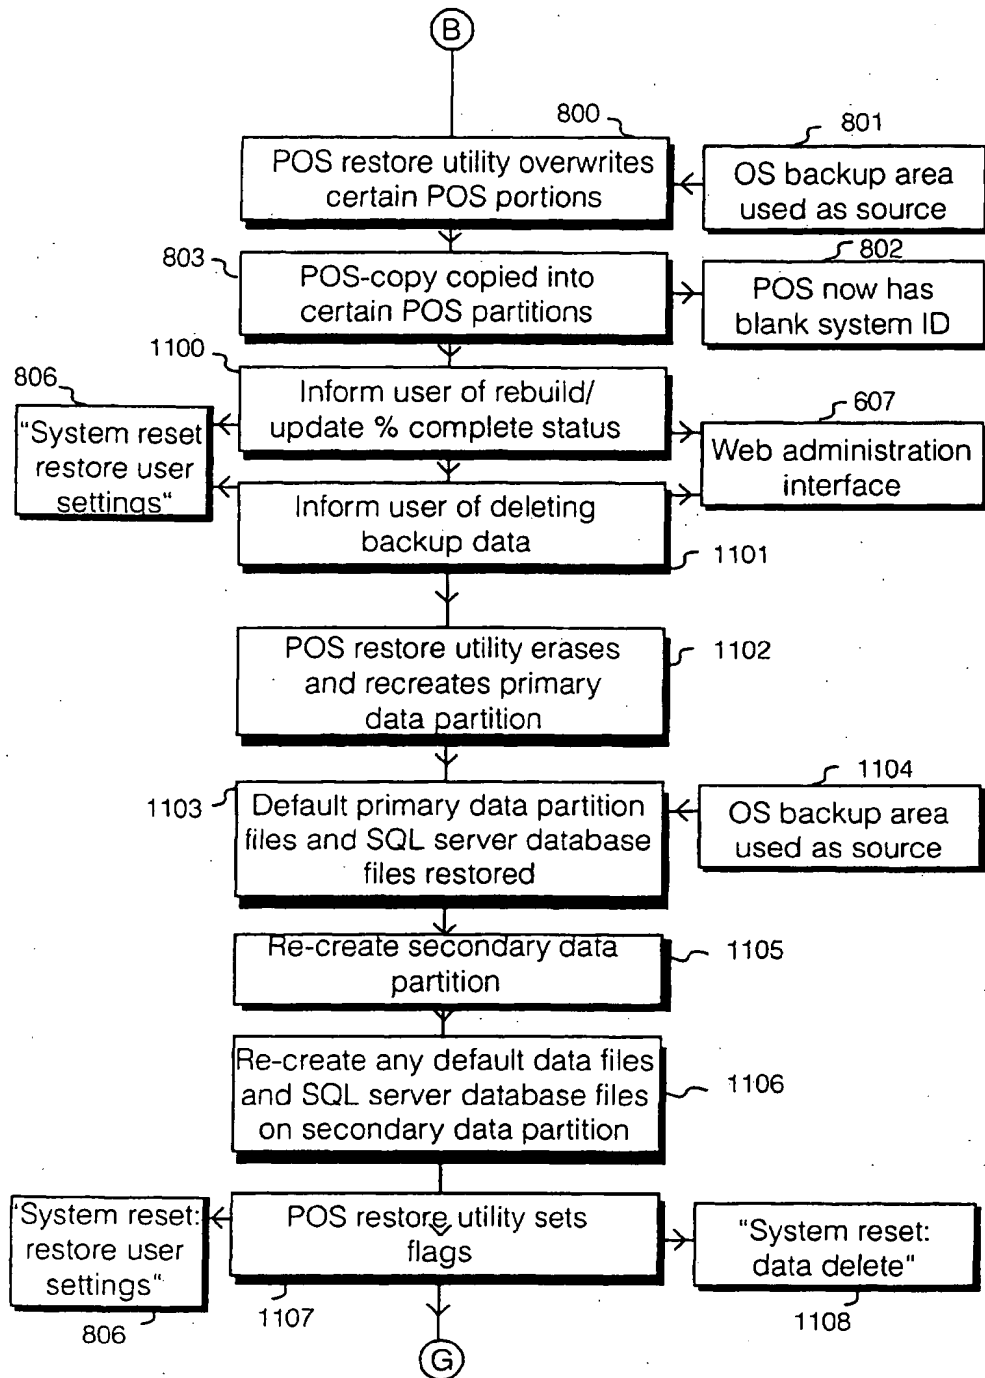 B
800
801
POS restore utility overwrites
certain POS portions
OS backup area
used as source
803
802
POS-copy copied into
certain POS partitions
POS now has
blank system ID
1100
806
607
Inform user of rebuild/
update % complete status
"System reset
restore user
settings"
Web administration
interface
Inform user of deleting
backup data
1101
POS restore utility erases
and recreates primary
data partition
1102
1103
1104
Default primary data partition
files and SQL server database
files restored
OS backup area
used as source
Re-create secondary data
partition
1105
Re-create any default data files
and SQL server database files
on secondary data partition
1106
'System reset:
restore user
settings"
POS restore utility sets
flags
"System reset:
data delete"
806
1107
1108
G